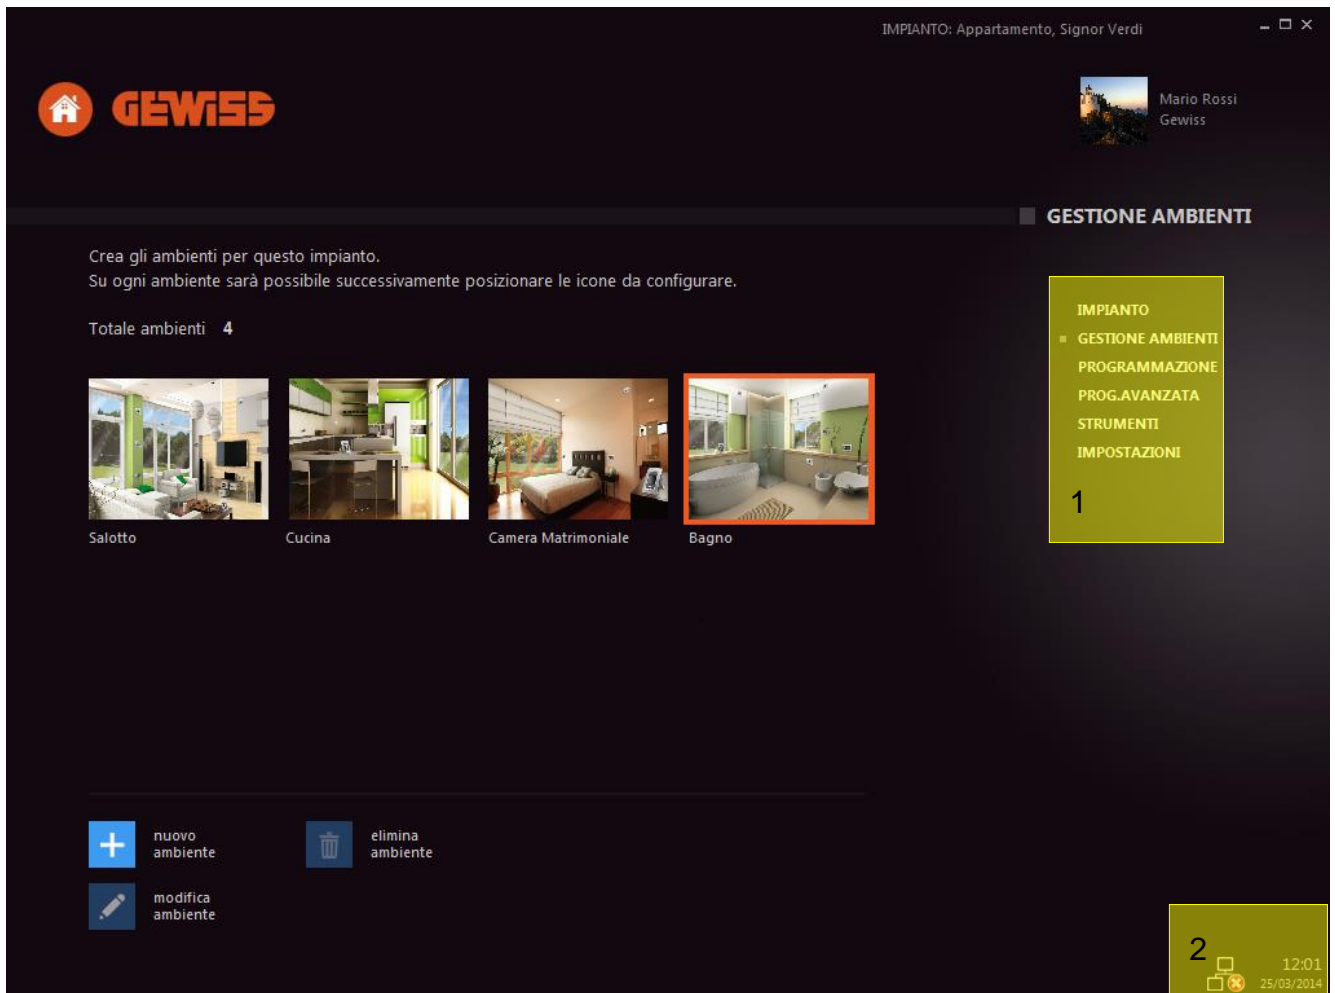 IMPIANTO: Appartamento, Signor Verdi
GEWISS
Mario Rossi
Gewiss
GESTIONE AMBIENTI
Crea gli ambienti per questo impianto.
Su ogni ambiente sarà possibile successivamente posizionare le icone da configurare.
Totale ambienti 4
Salotto
Cucina
Camera Matrimoniale
Bagno
IMPIANTO
GESTIONE AMBIENTI
PROGRAMMAZIONE
PROG.AVANZATA
STRUMENTI
IMPOSTAZIONI
1
nuovo
ambiente
elimina
ambiente
modifica
ambiente
2
12:01
25/03/2014